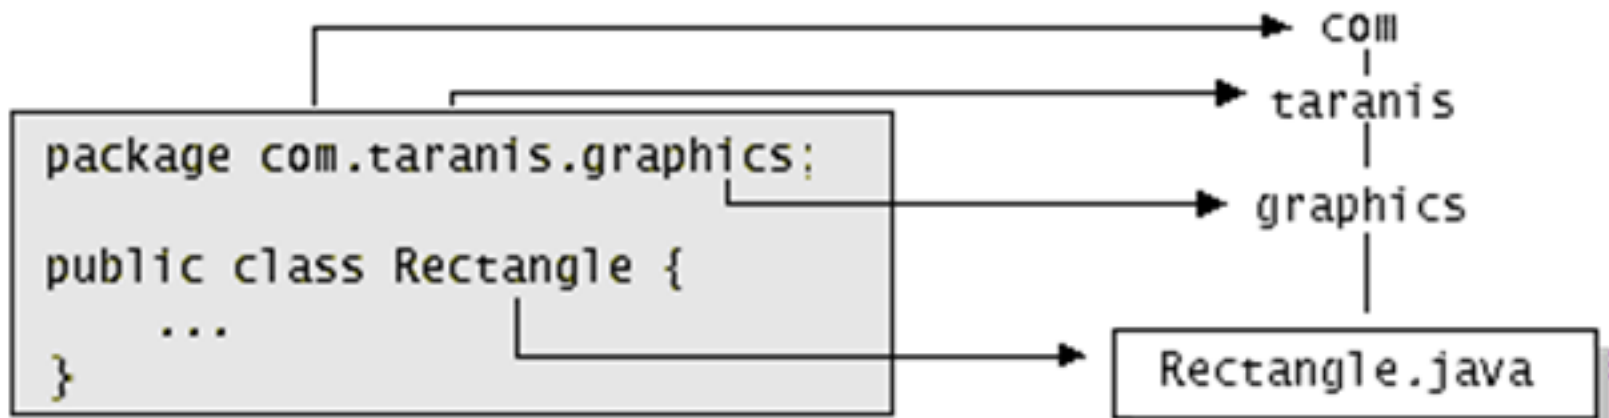 com
taranis
package com.taranis.graphics;
graphics
public class Rectangle {
...
Rectangle.java
}